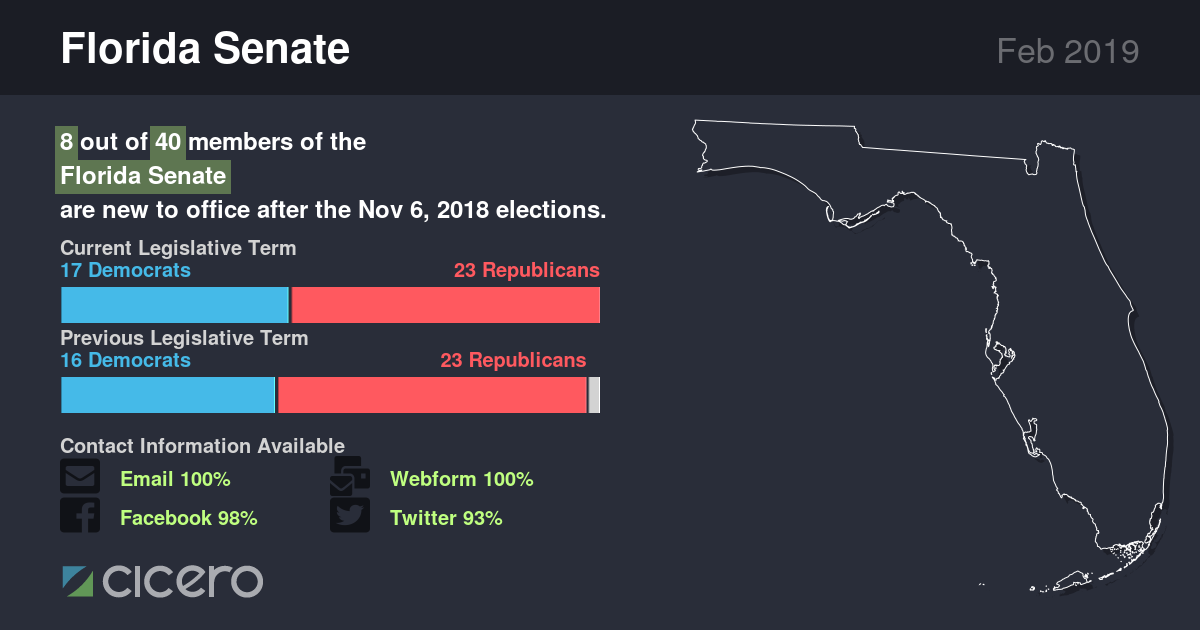 Florida Senate
Feb 2019
8 out of 40 members of the
Florida Senate
are new to office after the Nov 6, 2018 elections.
Current Legislative Term
17 Democrats 23 Republicans
Previous Legislative Term
16 Democrats 23 Republicans
Contact Information Available
Email 100% Webform 100%
Facebook 98% Twitter 93%
cicero